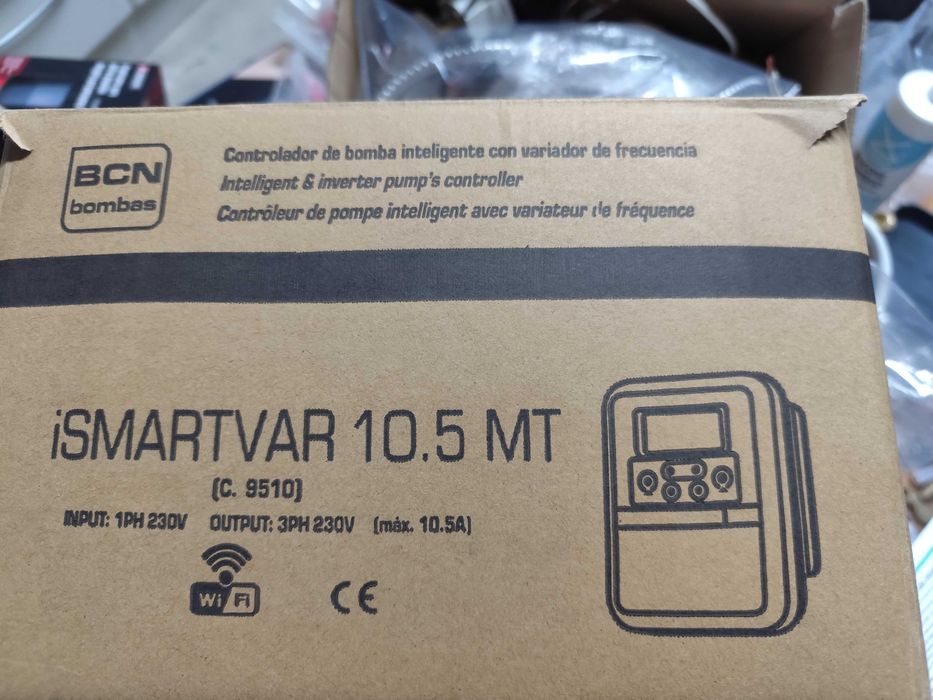 BCN
bombas
Controlador de bomba inteligente con variador de frecuencia
Intelligent & inverter pump's controller
Contrôleur de pompe intelligent avec variateur de fréquence
iSMARTVAR 10.5 MT
(C. 9510)
INPUT: 1PH 230V OUTPUT: 3PH 230V (máx. 10.5A)
Wi Fi
CE